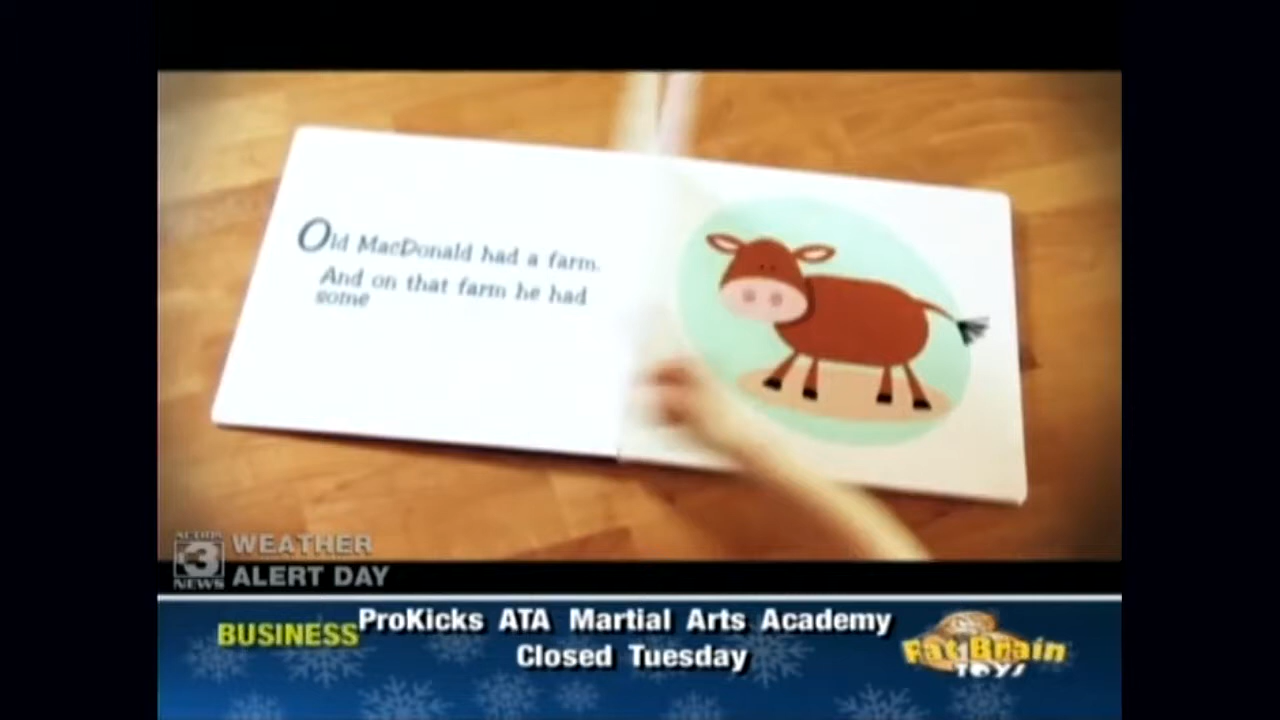 Old MacDonald had a farm.
And on that farm he had
some
ACTION
3
NEWS
WEATHER
ALERT DAY
BUSINESS
ProKicks ATA Martial Arts Academy
Closed Tuesday
Fat Brain
TOYS